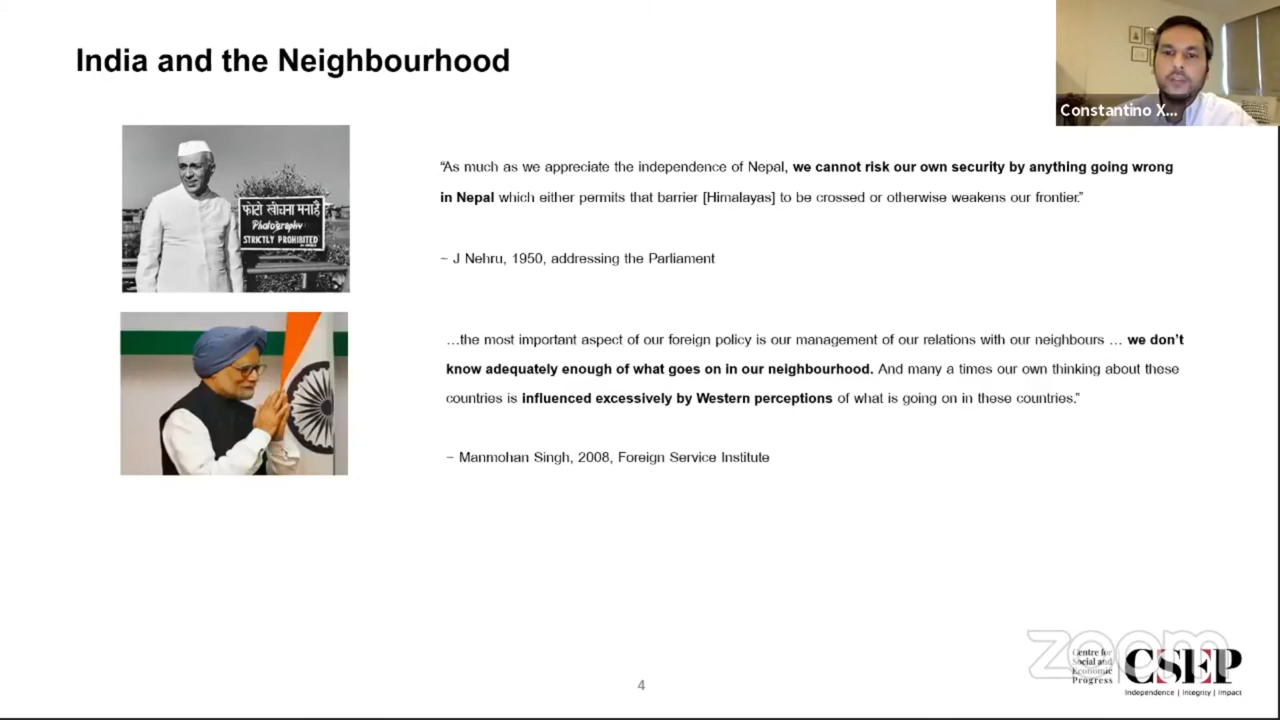 India and the Neighbourhood
Constantino X...
फोटो खींचना मनाहै
Photography
STRICTLY PROHIBITED
“As much as we appreciate the independence of Nepal, we cannot risk our own security by anything going wrong
in Nepal which either permits that barrier [Himalayas] to be crossed or otherwise weakens our frontier.”
~ J Nehru, 1950, addressing the Parliament
…the most important aspect of our foreign policy is our management of our relations with our neighbours … we don’t
know adequately enough of what goes on in our neighbourhood. And many a times our own thinking about these
countries is influenced excessively by Western perceptions of what is going on in these countries.”
~ Manmohan Singh, 2008, Foreign Service Institute
zoom
Centre for
Social and
Economic
Progress
CSEP
Independence | Integrity | Impact
4